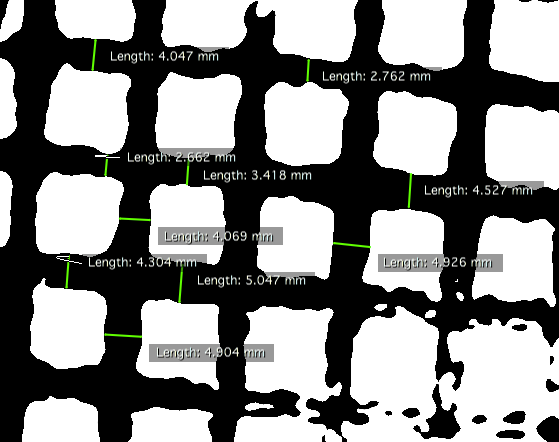 Length: 4.047 mm
Length: 2.762 mm
Length: 2.662 mm
Length: 3.418 mm
Length: 4.527 mm
Length: 4.069 mm
Length: 4.304 mm
Length: 4.926 mm
Length: 5.047 mm
Length: 4.904 mm